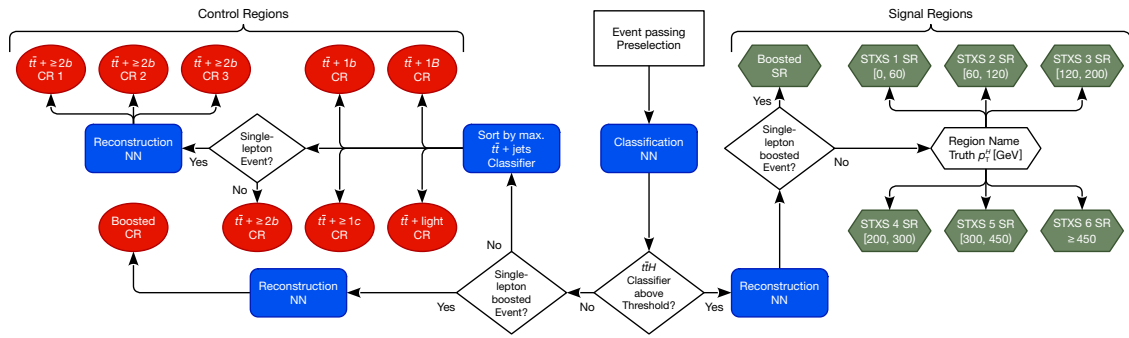 Control Regions
Signal Regions
tt̄ + ≥2b
CR 1
tt̄ + ≥2b
CR 2
tt̄ + ≥2b
CR 3
tt̄ + 1b
CR
tt̄ + 1B
CR
Event passing
Preselection
Boosted
SR
STXS 1 SR
[0, 60)
STXS 2 SR
[60, 120)
STXS 3 SR
[120, 200)
Reconstruction
NN
Yes
Single-
lepton
Event?
No
Sort by max.
tt̄ + jets
Classifier
Classification
NN
Yes
Single-
lepton
boosted
Event?
No
Region Name
Truth p_T^H [GeV]
Boosted
CR
tt̄ + ≥2b
CR
tt̄ + ≥1c
CR
tt̄ + light
CR
STXS 4 SR
[200, 300)
STXS 5 SR
[300, 450)
STXS 6 SR
≥ 450
Reconstruction
NN
Yes
No
Single-
lepton
boosted
Event?
No
tt̄H
Classifier
above
Threshold?
Yes
Reconstruction
NN